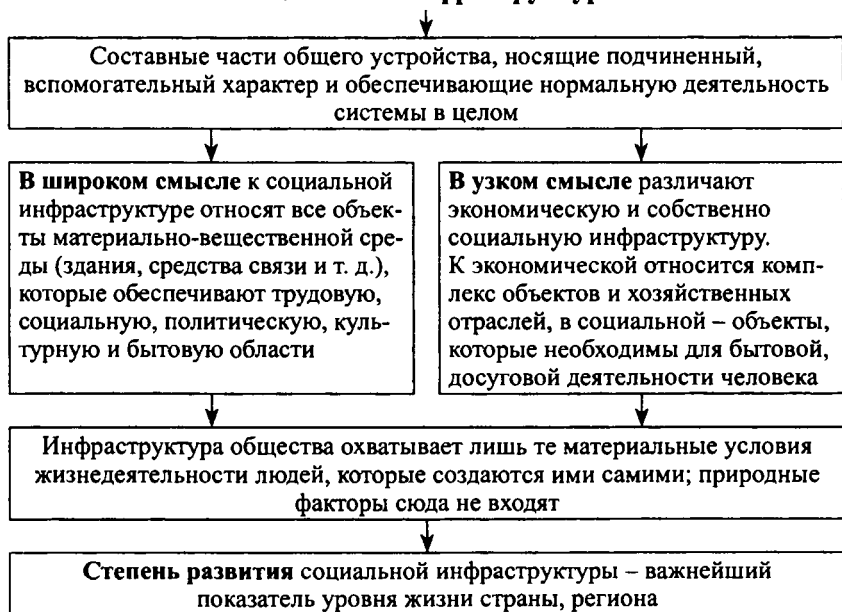 Составные части общего устройства, носящие подчиненный,
вспомогательный характер и обеспечивающие нормальную деятельность
системы в целом
В широком смысле к социальной
инфраструктуре относят все объек-
ты материально-вещественной сре-
ды (здания, средства связи и т. д.),
которые обеспечивают трудовую,
социальную, политическую, куль-
турную и бытовую области
В узком смысле различают
экономическую и собственно
социальную инфраструктуру.
К экономической относится комп-
лекс объектов и хозяйственных
отраслей, в социальной – объекты,
которые необходимы для бытовой,
досуговой деятельности человека
Инфраструктура общества охватывает лишь те материальные условия
жизнедеятельности людей, которые создаются ими самими; природные
факторы сюда не входят
Степень развития социальной инфраструктуры – важнейший
показатель уровня жизни страны, региона